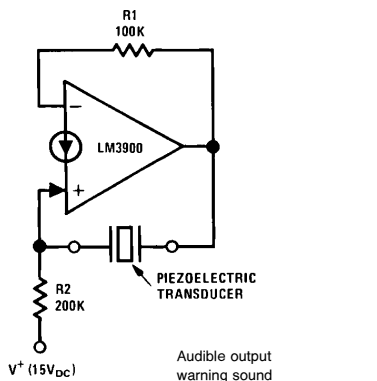 R1
100K
−
LM3900
+
PIEZOELECTRIC
TRANSDUCER
R2
200K
V+ (15VDC)
Audible output
warning sound